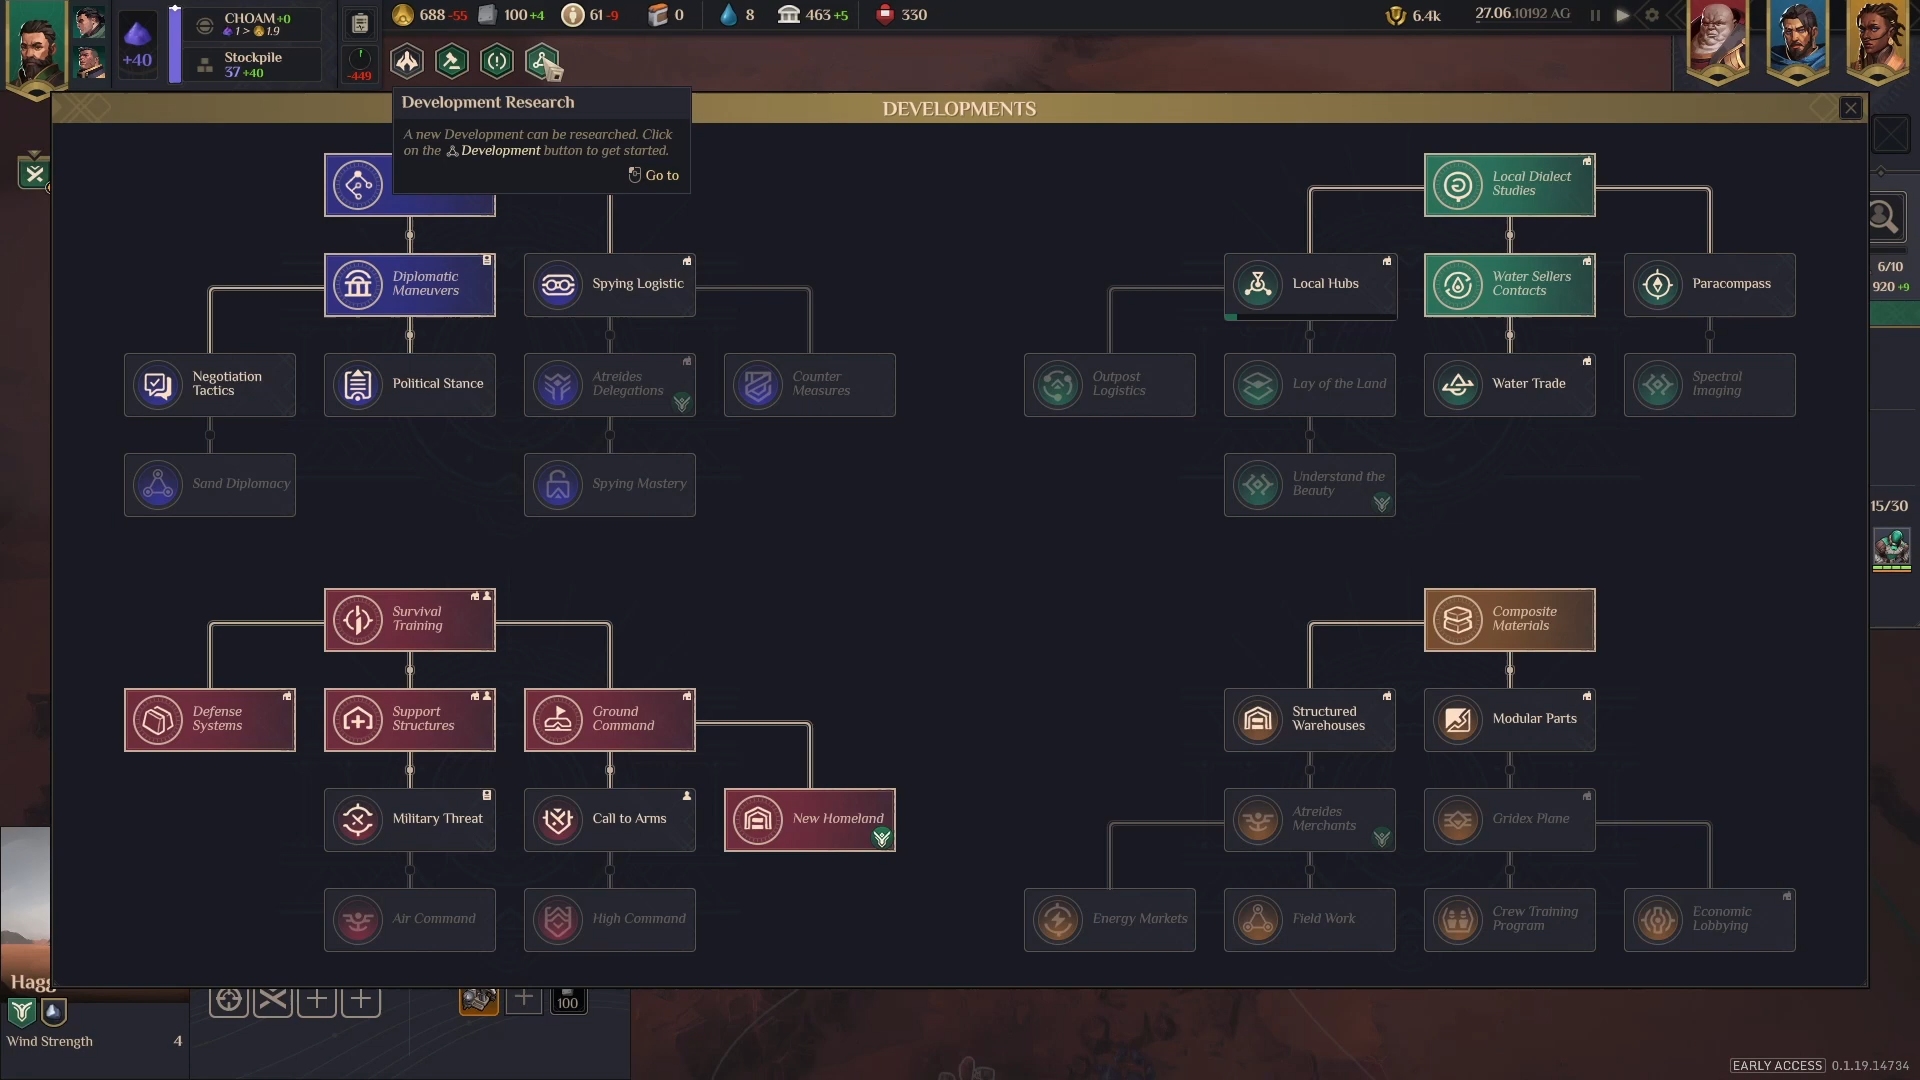 +40
CHOAM +0
1 > 1.9
Stockpile
37 +40
-449
688 -55
100 +4
61 -9
0
8
463 +5
330
6.4k
27.06.10192 AG
DEVELOPMENTS
Development Research
A new Development can be researched. Click
on the Development button to get started.
Go to
Diplomatic
Maneuvers
Spying Logistic
Negotiation
Tactics
Political Stance
Atreides
Delegations
Counter
Measures
Sand Diplomacy
Spying Mastery
Local Dialect
Studies
Local Hubs
Water Sellers
Contacts
Paracompass
Outpost
Logistics
Lay of the Land
Water Trade
Spectral
Imaging
Understand the
Beauty
Survival
Training
Defense
Systems
Support
Structures
Ground
Command
Military Threat
Call to Arms
New Homeland
Air Command
High Command
Composite
Materials
Structured
Warehouses
Modular Parts
Atreides
Merchants
Gridex Plane
Energy Markets
Field Work
Crew Training
Program
Economic
Lobbying
6/10
920 +9
15/30
Hagg
Wind Strength 4
100
EARLY ACCESS 0.1.19.14734